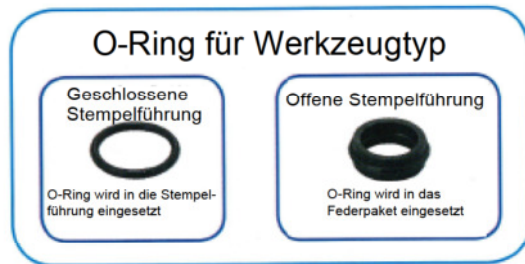 O-Ring für Werkzeugtyp
Geschlossene
Stempelführung
O-Ring wird in die Stempel-
führung eingesetzt
Offene Stempelführung
O-Ring wird in das
Federpaket eingesetzt